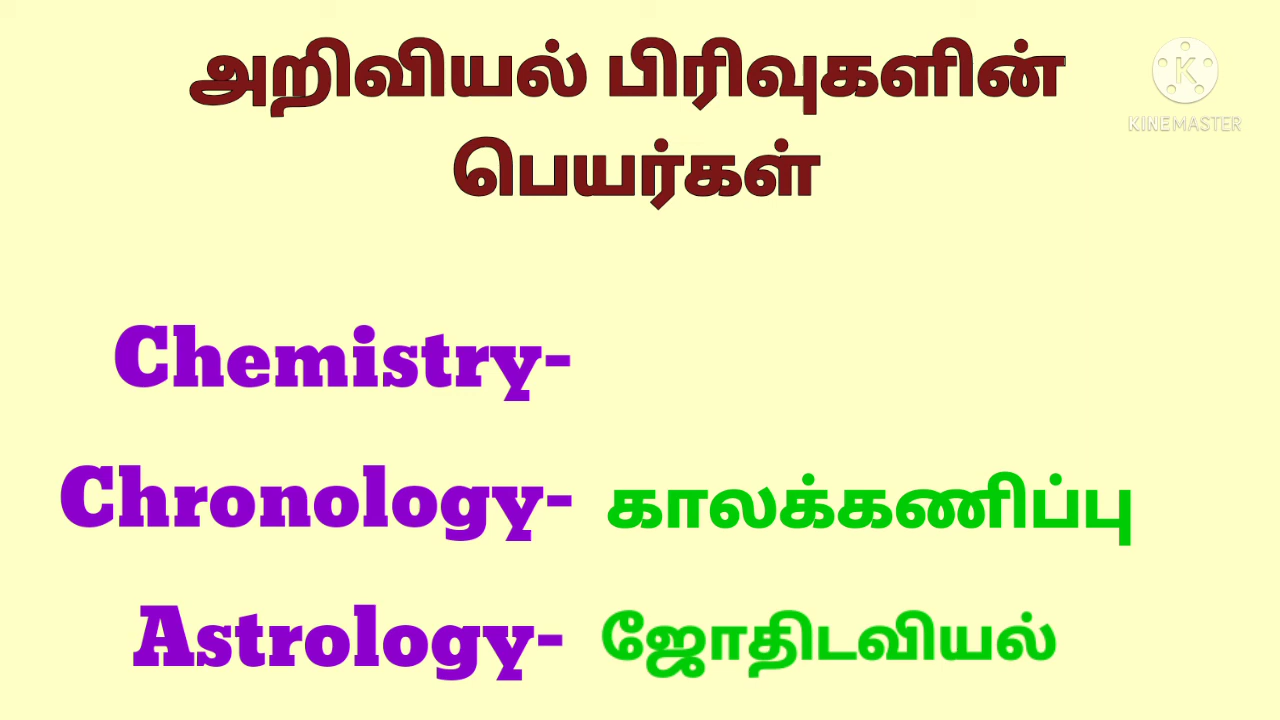 அறிவியல் பிரிவுகளின்
பெயர்கள்
K
KINEMASTER
Chemistry-
Chronology- காலக்கணிப்பு
Astrology- ஜோதிடவியல்